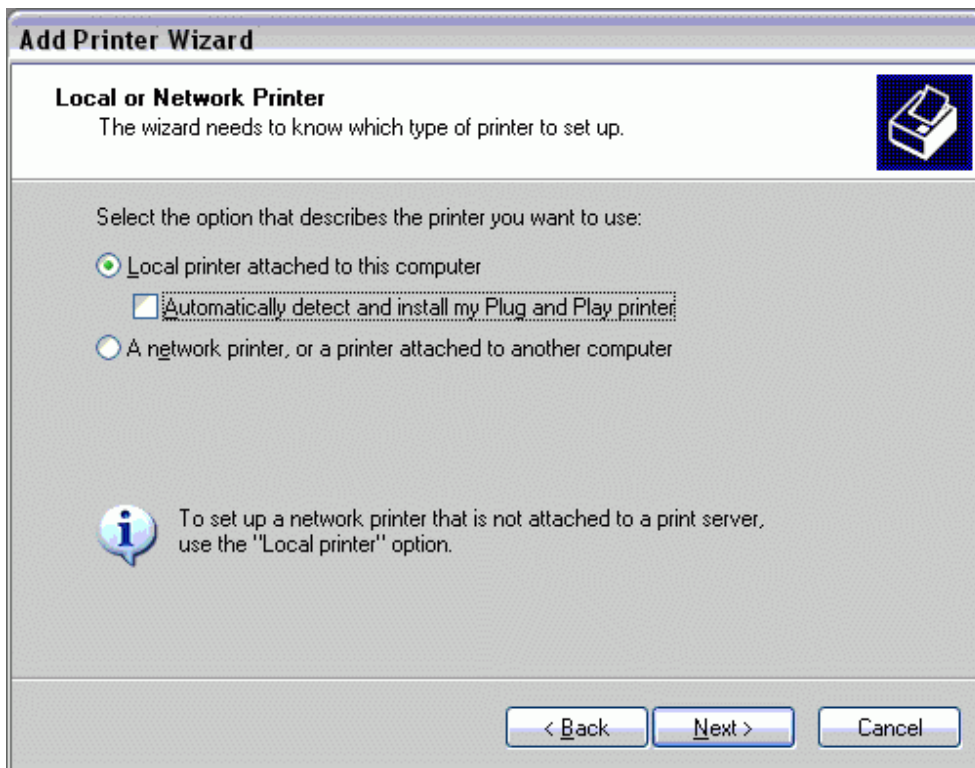 Add Printer Wizard
Local or Network Printer
The wizard needs to know which type of printer to set up.
Select the option that describes the printer you want to use:
Local printer attached to this computer
Automatically detect and install my Plug and Play printer
A network printer, or a printer attached to another computer
To set up a network printer that is not attached to a print server,
use the "Local printer" option.
< Back Next > Cancel